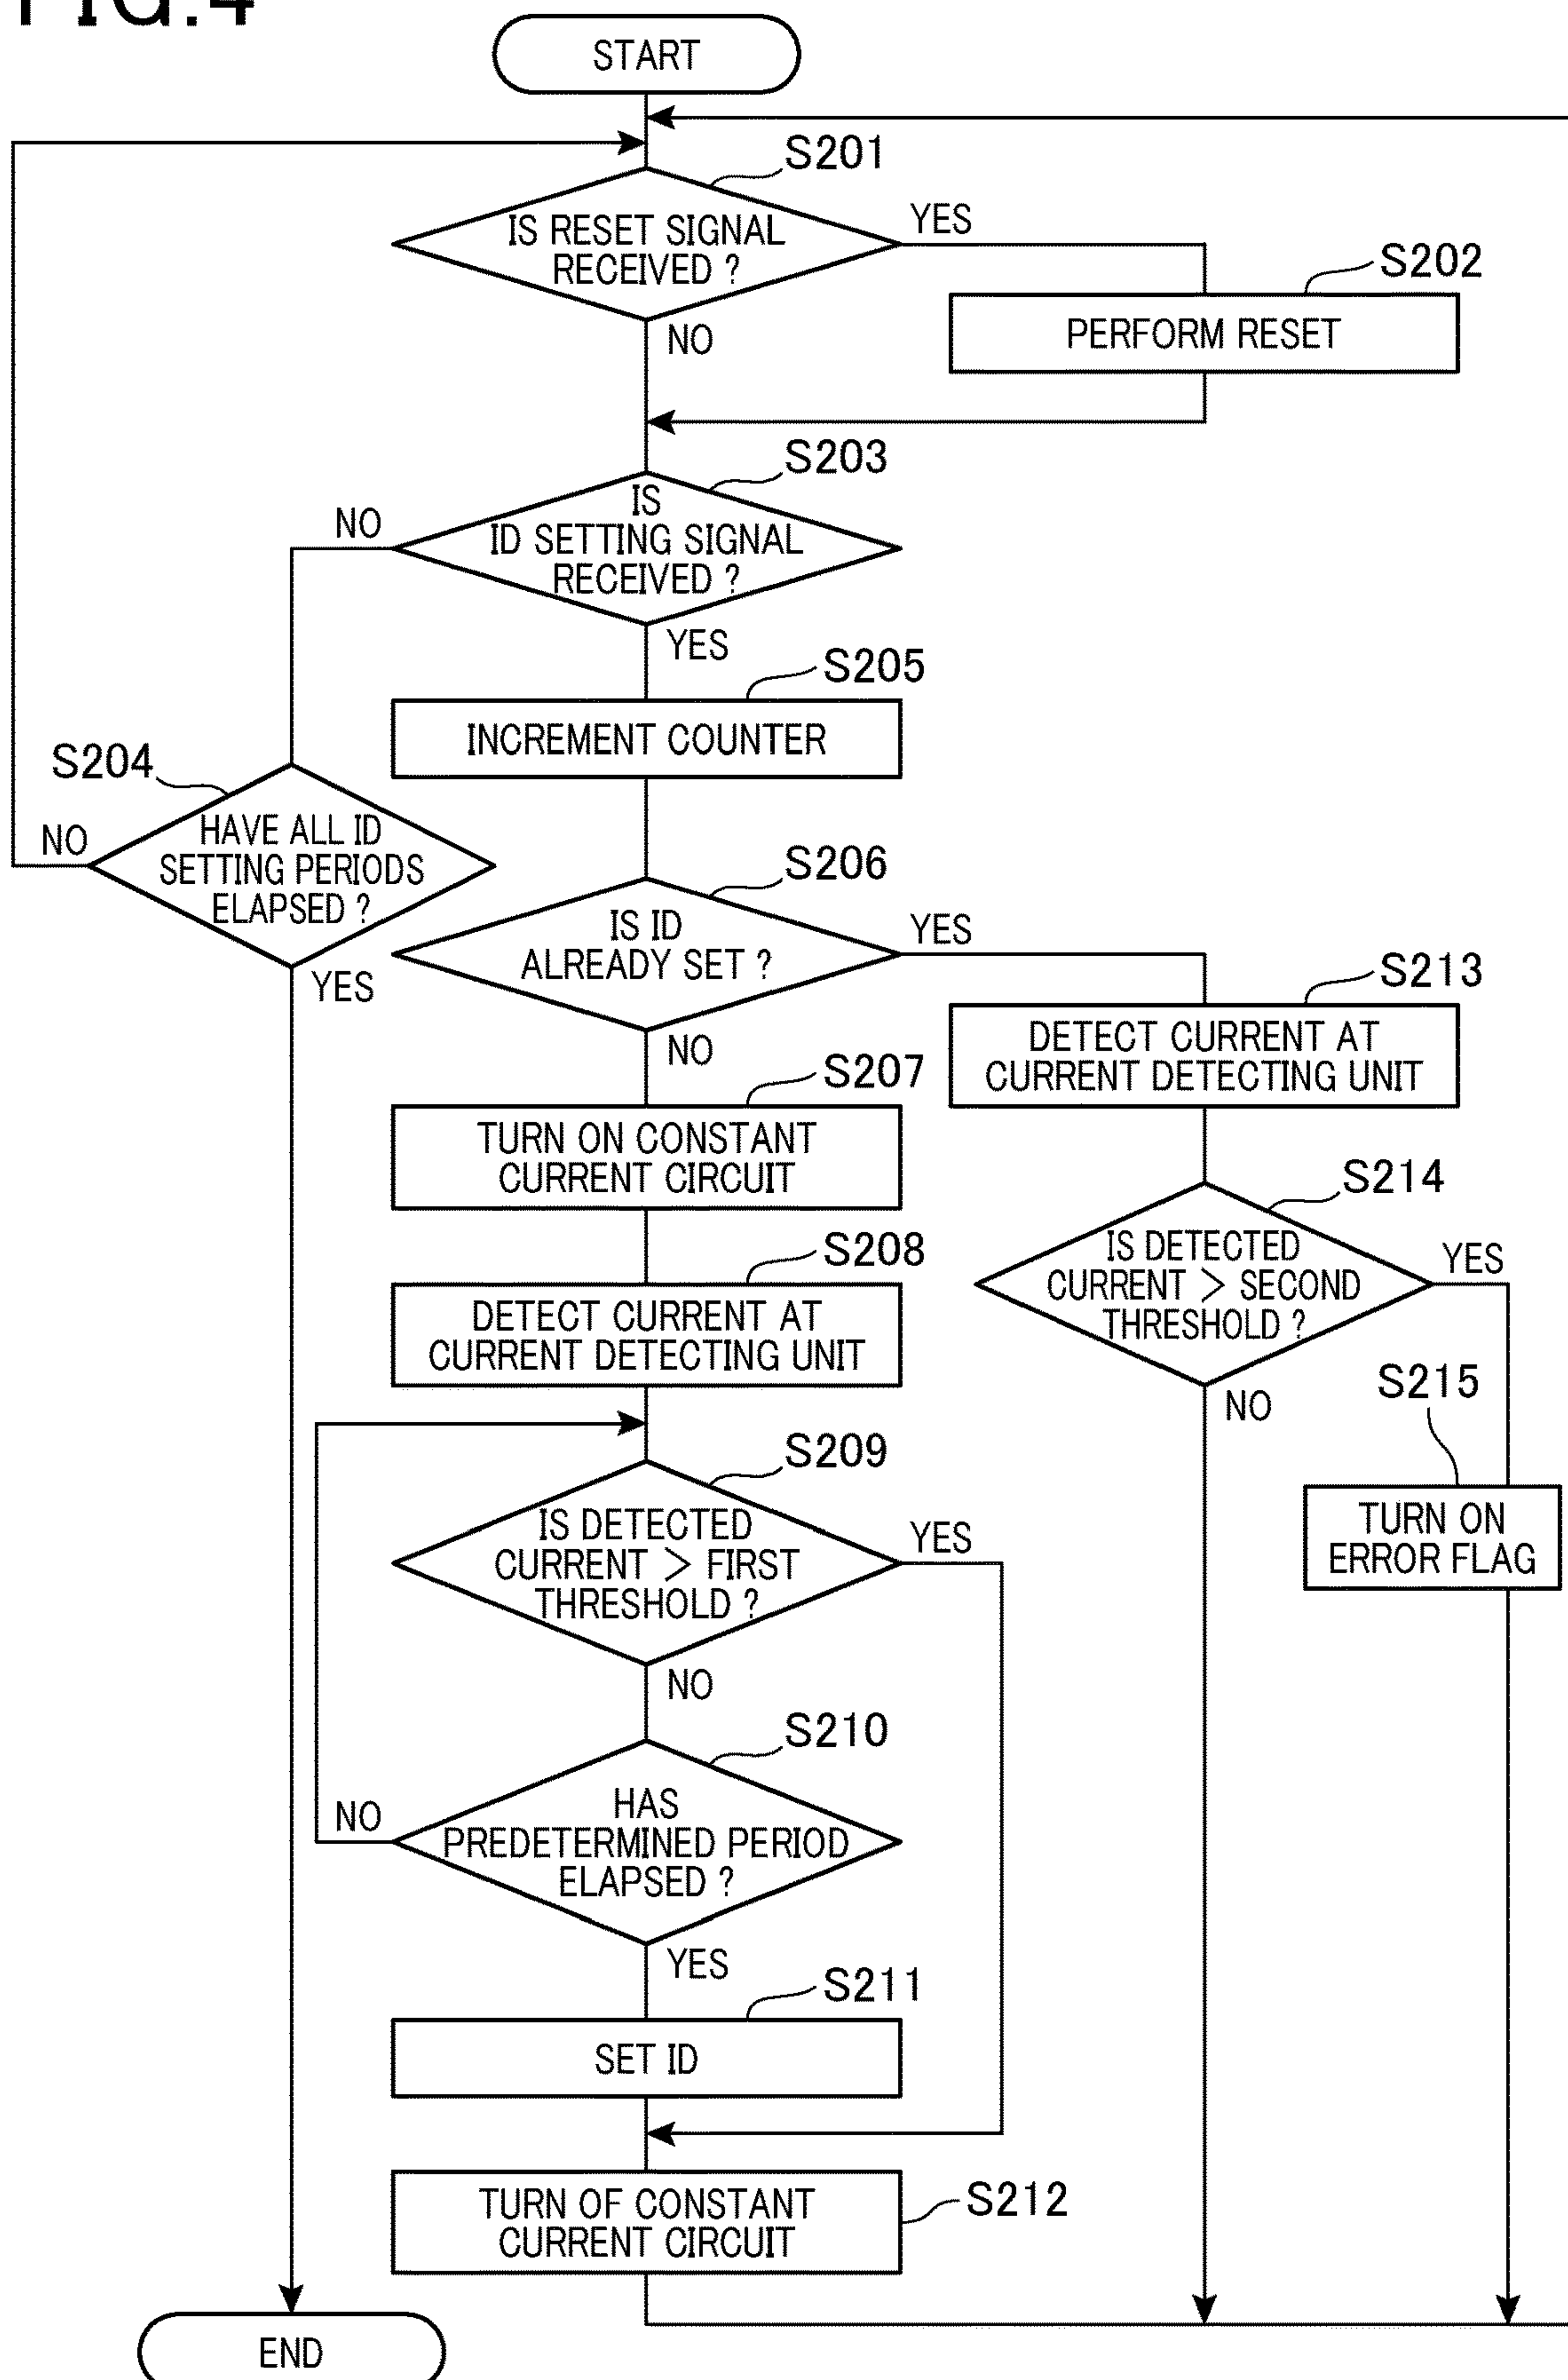 FIG.4
START
S201
IS RESET SIGNAL
RECEIVED ?
YES
NO
S202
PERFORM RESET
S203
IS
ID SETTING SIGNAL
RECEIVED ?
NO
YES
S204
HAVE ALL ID
SETTING PERIODS
ELAPSED ?
NO
YES
S205
INCREMENT COUNTER
S206
IS ID
ALREADY SET ?
YES
NO
S207
TURN ON CONSTANT
CURRENT CIRCUIT
S208
DETECT CURRENT AT
CURRENT DETECTING UNIT
S209
IS DETECTED
CURRENT > FIRST
THRESHOLD ?
YES
NO
S210
HAS
PREDETERMINED PERIOD
ELAPSED ?
NO
YES
S211
SET ID
S212
TURN OF CONSTANT
CURRENT CIRCUIT
S213
DETECT CURRENT AT
CURRENT DETECTING UNIT
S214
IS DETECTED
CURRENT > SECOND
THRESHOLD ?
YES
NO
S215
TURN ON
ERROR FLAG
END